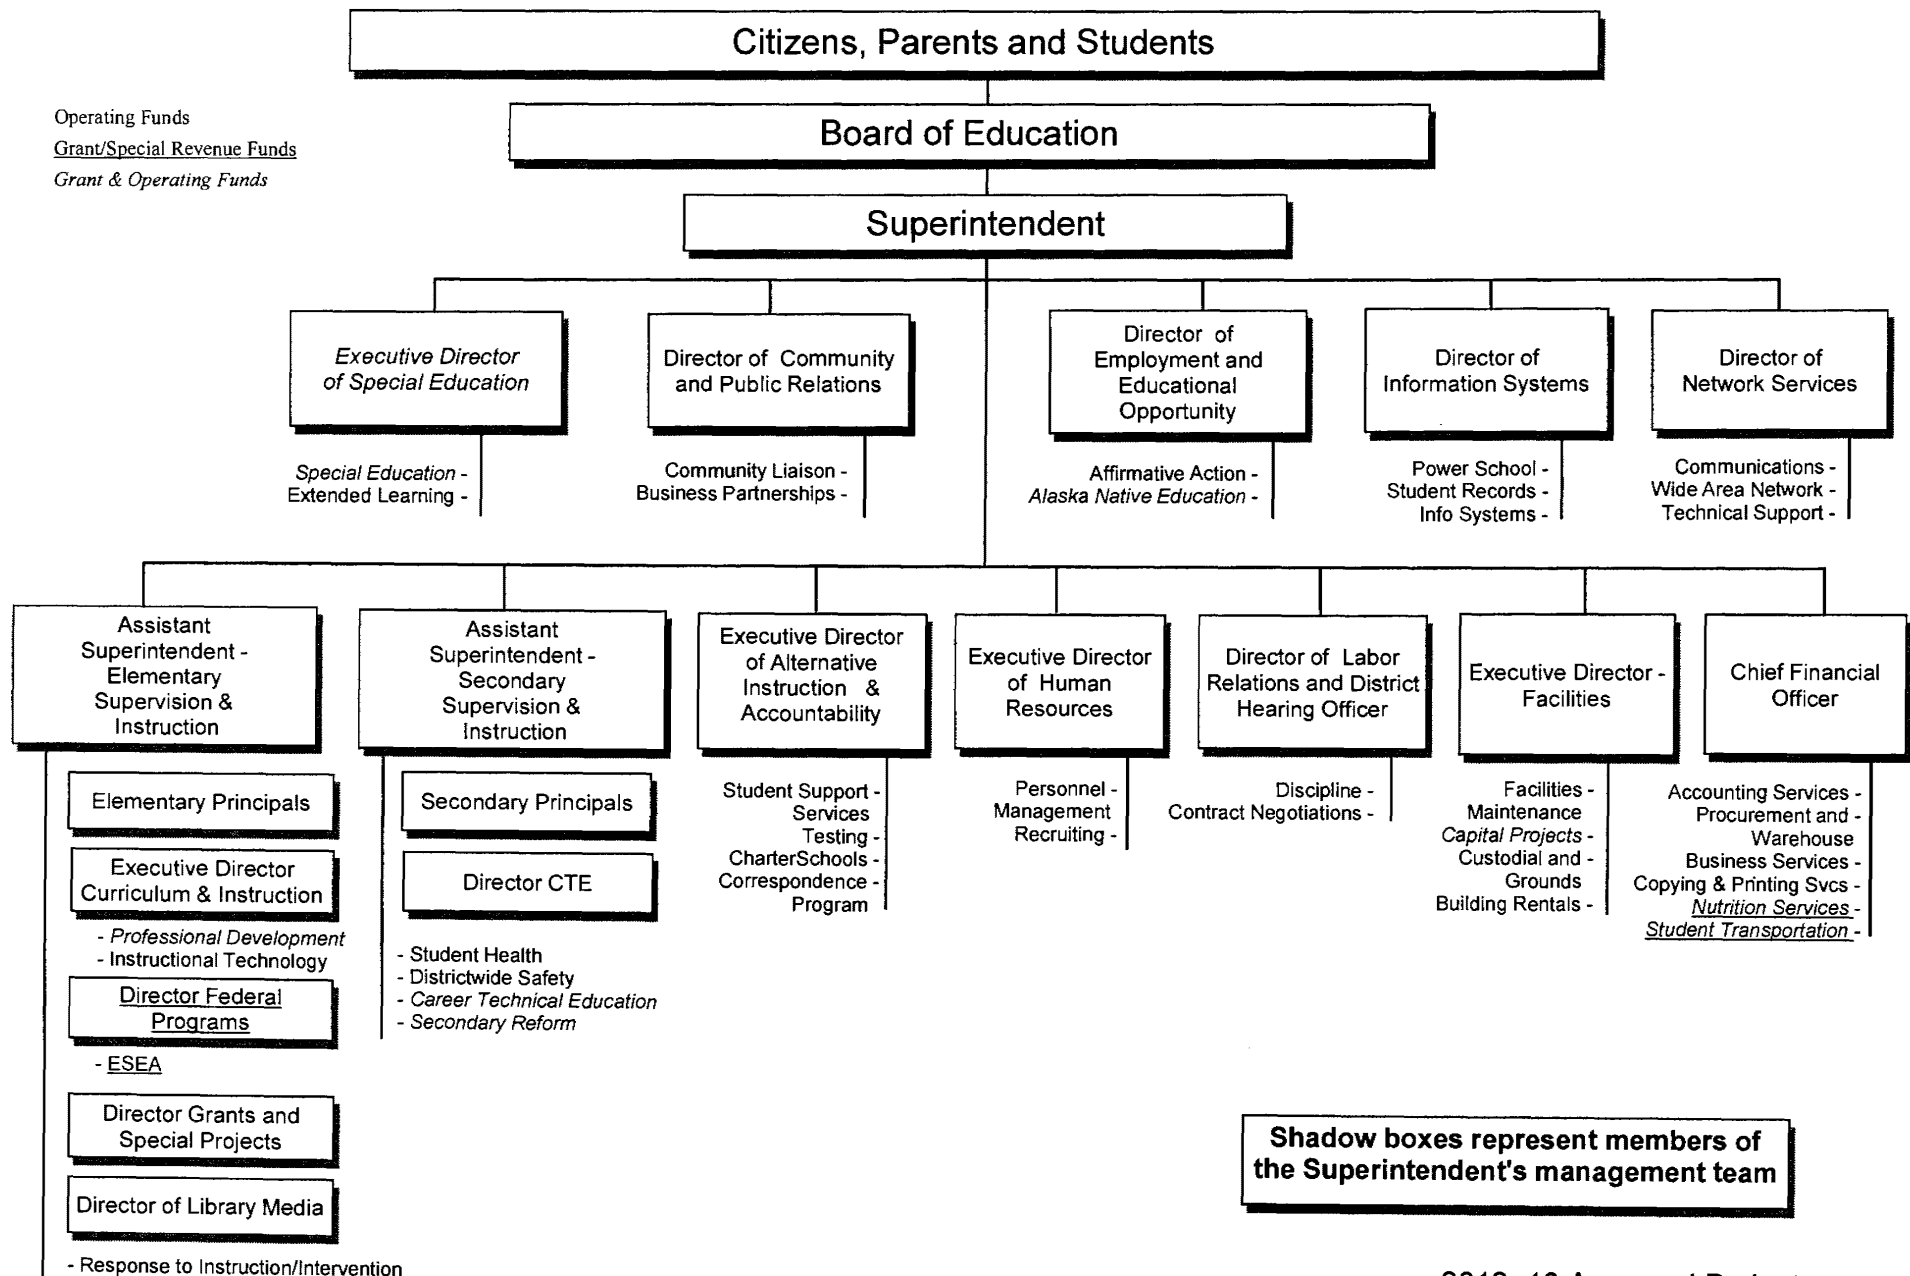 Citizens, Parents and Students
Operating Funds
Grant/Special Revenue Funds
Grant & Operating Funds
Board of Education
Superintendent
Executive Director
of Special Education
Special Education -
Extended Learning -
Director of Community
and Public Relations
Community Liaison -
Business Partnerships -
Director of
Employment and
Educational
Opportunity
Affirmative Action -
Alaska Native Education -
Director of
Information Systems
Power School -
Student Records -
Info Systems -
Director of
Network Services
Communications -
Wide Area Network -
Technical Support -
Assistant
Superintendent -
Elementary
Supervision &
Instruction
Elementary Principals
Executive Director
Curriculum & Instruction
- Professional Development
- Instructional Technology
Director Federal
Programs
- ESEA
Director Grants and
Special Projects
Director of Library Media
- Response to Instruction/Intervention
Assistant
Superintendent -
Secondary
Supervision &
Instruction
Secondary Principals
Director CTE
- Student Health
- Districtwide Safety
- Career Technical Education
- Secondary Reform
Executive Director
of Alternative
Instruction &
Accountability
Student Support -
Services
Testing -
CharterSchools -
Correspondence -
Program
Executive Director
of Human
Resources
Personnel -
Management
Recruiting -
Director of Labor
Relations and District
Hearing Officer
Discipline -
Contract Negotiations -
Executive Director -
Facilities
Facilities -
Maintenance
Capital Projects -
Custodial and -
Grounds
Building Rentals -
Chief Financial
Officer
Accounting Services -
Procurement and -
Warehouse
Business Services -
Copying & Printing Svcs -
Nutrition Services -
Student Transportation -
Shadow boxes represent members of
the Superintendent's management team